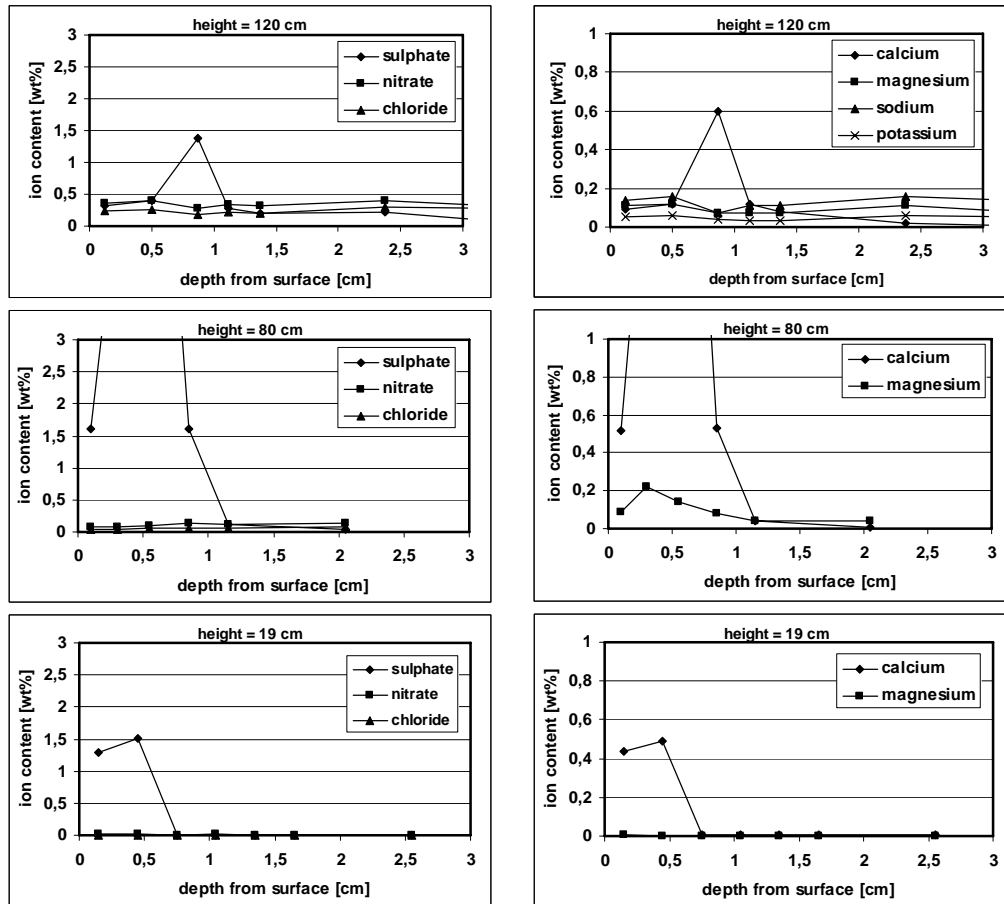 height = 120 cm
ion content [wt%]
3
2,5
2
1,5
1
0,5
0
sulphate
nitrate
chloride
0 0,5 1 1,5 2 2,5 3
depth from surface [cm]
height = 120 cm
ion content [wt%]
1
0,8
0,6
0,4
0,2
0
calcium
magnesium
sodium
potassium
0 0,5 1 1,5 2 2,5 3
depth from surface [cm]
height = 80 cm
ion content [wt%]
3
2,5
2
1,5
1
0,5
0
sulphate
nitrate
chloride
0 0,5 1 1,5 2 2,5 3
depth from surface [cm]
height = 80 cm
ion content [wt%]
1
0,8
0,6
0,4
0,2
0
calcium
magnesium
0 0,5 1 1,5 2 2,5 3
depth from surface [cm]
height = 19 cm
ion content [wt%]
3
2,5
2
1,5
1
0,5
0
sulphate
nitrate
chloride
0 0,5 1 1,5 2 2,5 3
depth from surface [cm]
height = 19 cm
ion content [wt%]
1
0,8
0,6
0,4
0,2
0
calcium
magnesium
0 0,5 1 1,5 2 2,5 3
depth from surface [cm]